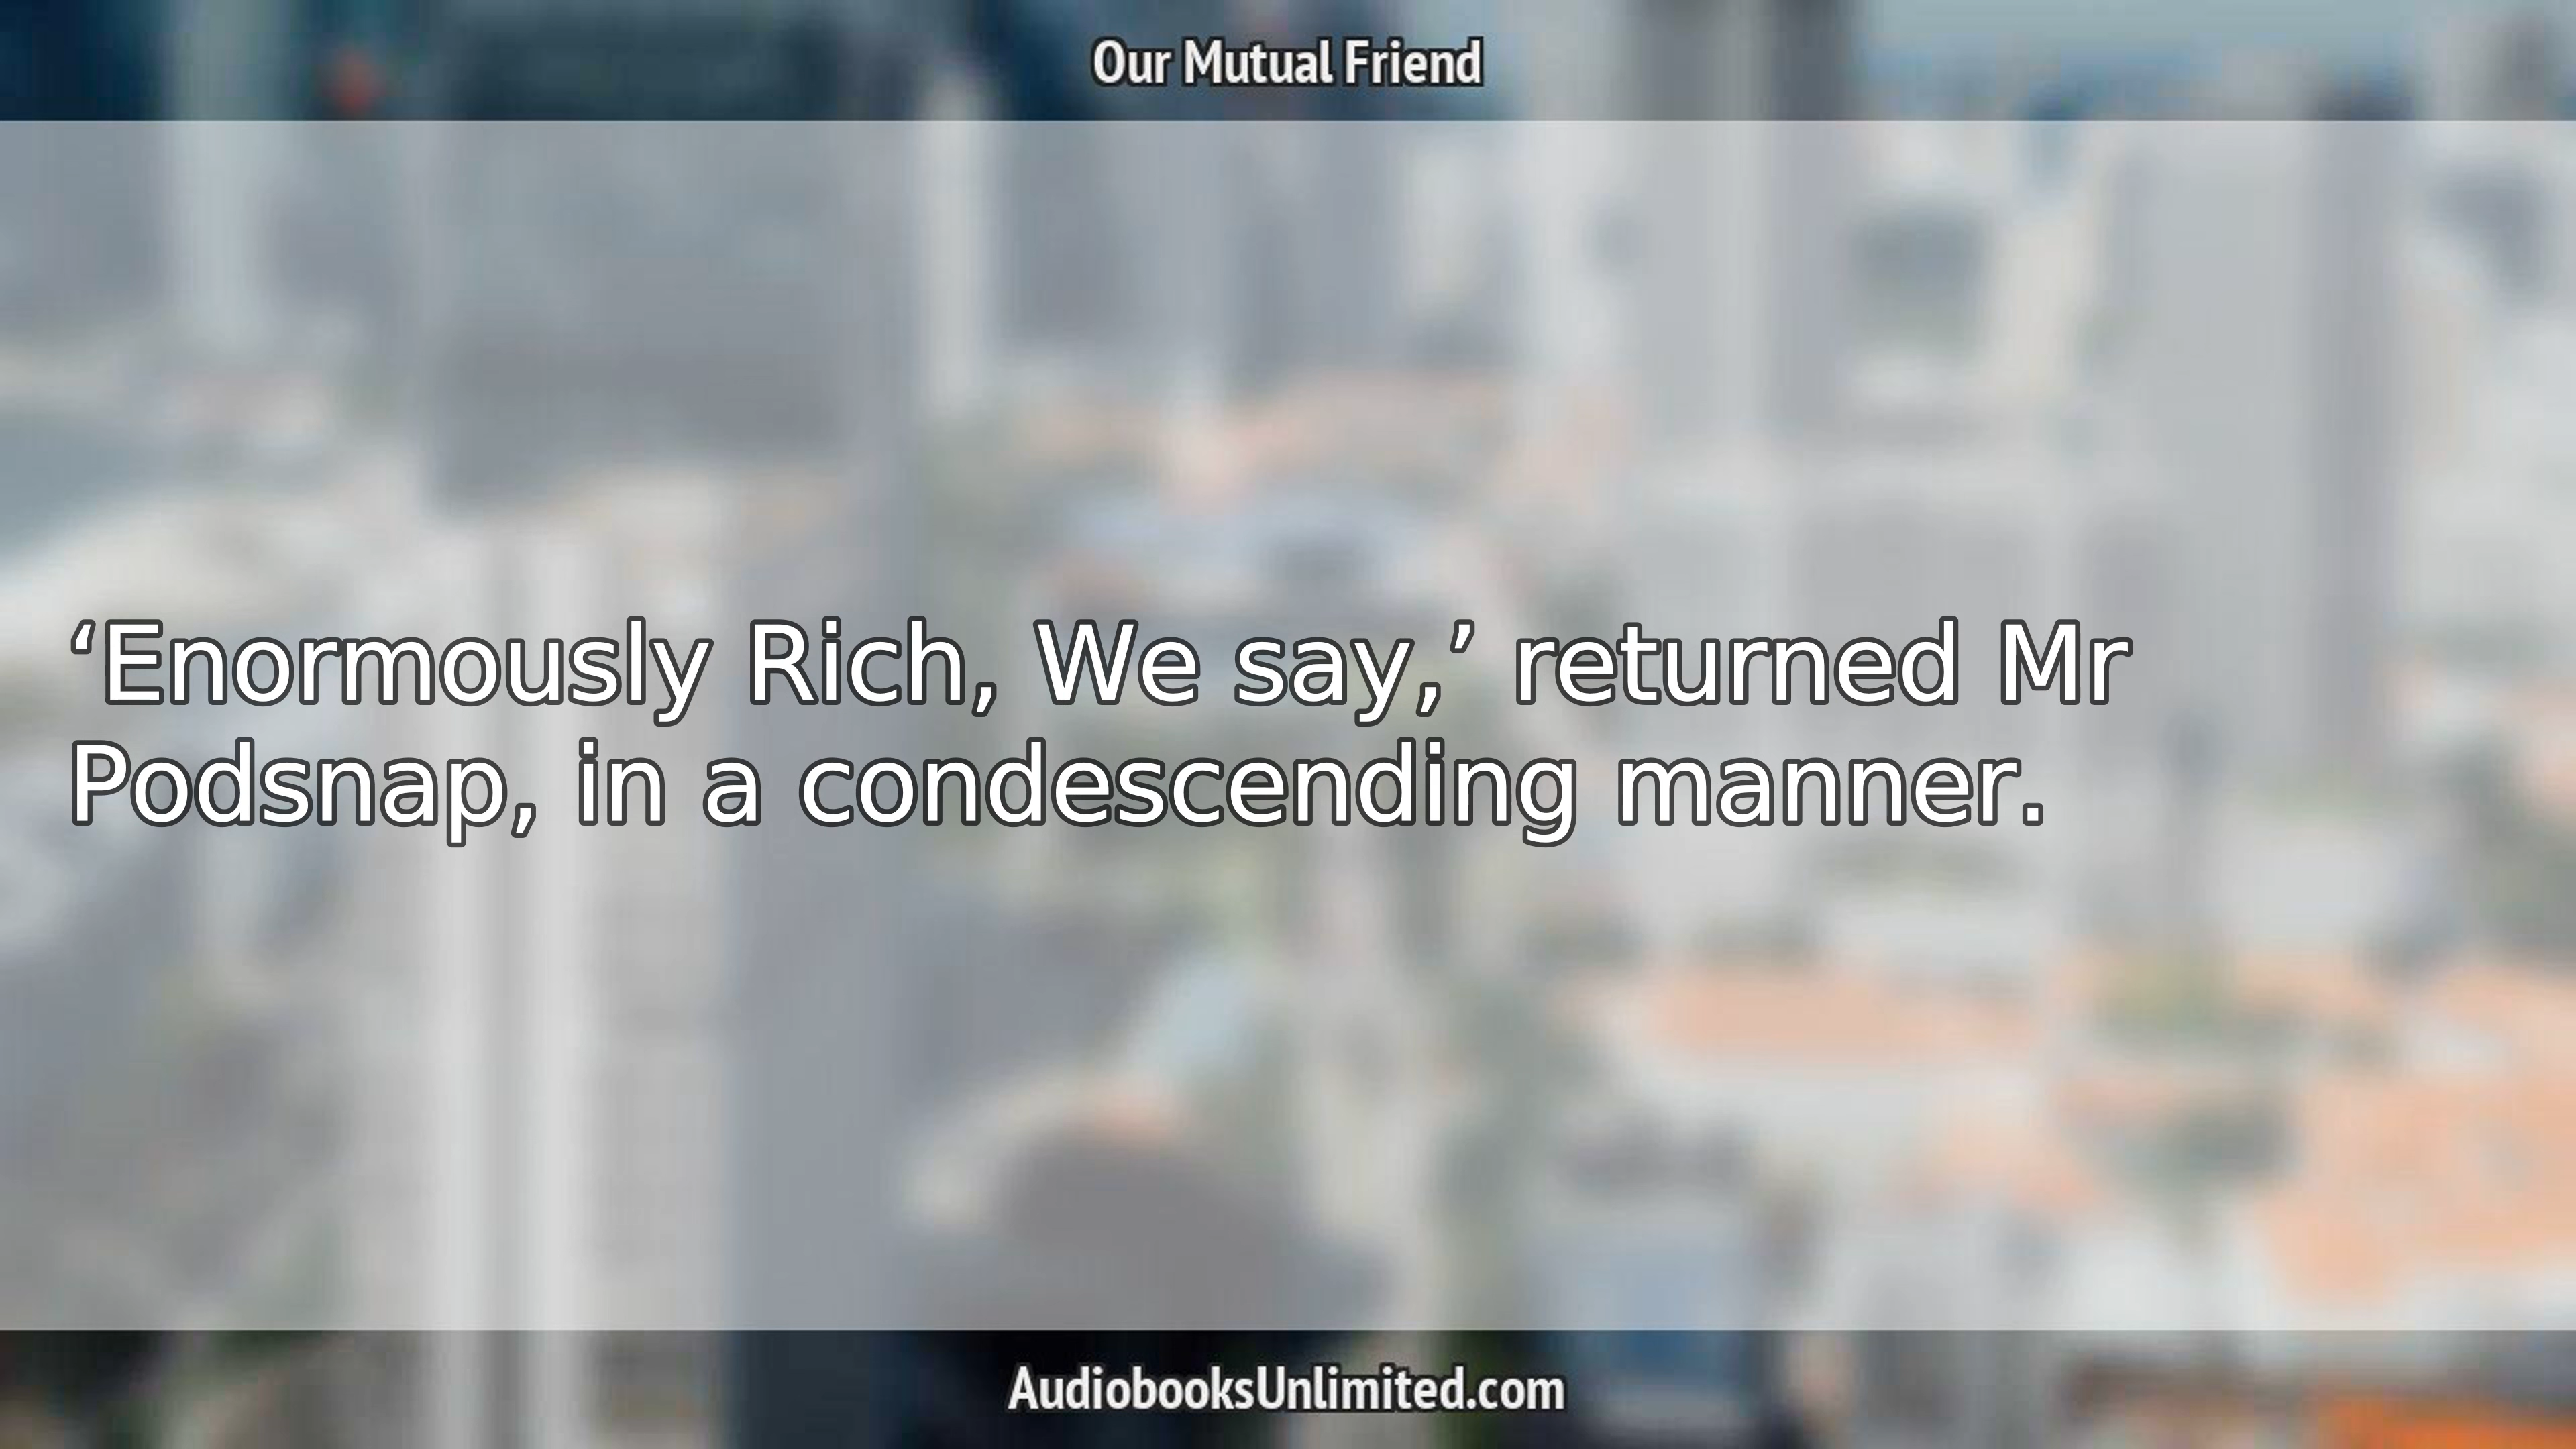 Our Mutual Friend
‘Enormously Rich, We say,’ returned Mr
Podsnap, in a condescending manner.
AudiobooksUnlimited.com